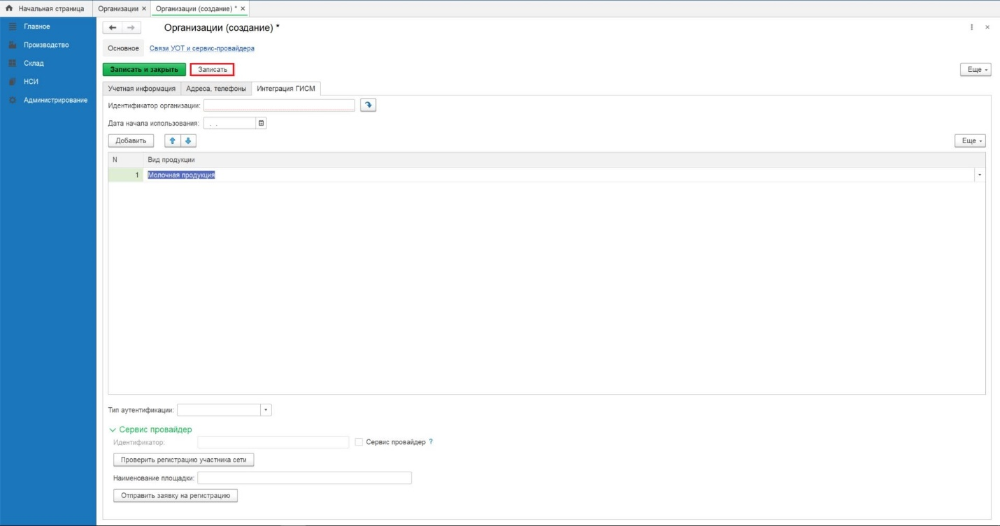 Начальная страница
Организации ×
Организации (создание) * ×
Главное
Производство
Склад
НСИ
Администрирование
Организации (создание) *
Основное
Связи УОТ и сервис-провайдера
Записать и закрыть
Записать
Еще
Учетная информация
Адреса, телефоны
Интеграция ГИСМ
Идентификатор организации:
Дата начала использования: . .
Добавить
Еще
N Вид продукции
1 Молочная продукция
Тип аутентификации:
Сервис провайдер
Идентификатор:
Сервис провайдер ?
Проверить регистрацию участника сети
Наименование площадки:
Отправить заявку на регистрацию